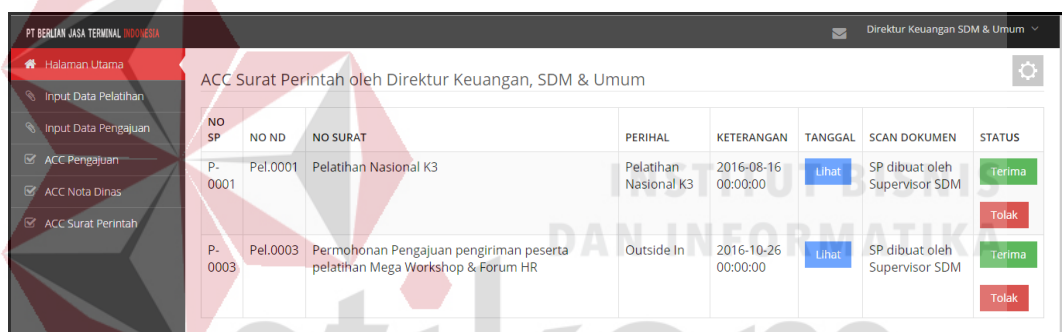 PT BERLIAN JASA TERMINAL INDONESIA
Direktur Keuangan SDM & Umum
Halaman Utama
Input Data Pelatihan
Input Data Pengajuan
ACC Pengajuan
ACC Nota Dinas
ACC Surat Perintah
ACC Surat Perintah oleh Direktur Keuangan, SDM & Umum
NO SP NO ND NO SURAT PERIHAL KETERANGAN TANGGAL SCAN DOKUMEN STATUS
P-0001 Pel.0001 Pelatihan Nasional K3 Pelatihan Nasional K3 2016-08-16 00:00:00 Lihat SP dibuat oleh Supervisor SDM Terima
Tolak
P-0003 Pel.0003 Permohonan Pengajuan pengiriman peserta pelatihan Mega Workshop & Forum HR Outside In 2016-10-26 00:00:00 Lihat SP dibuat oleh Supervisor SDM Terima
Tolak
INSTITUT BISNIS
DAN INFORMATIKA